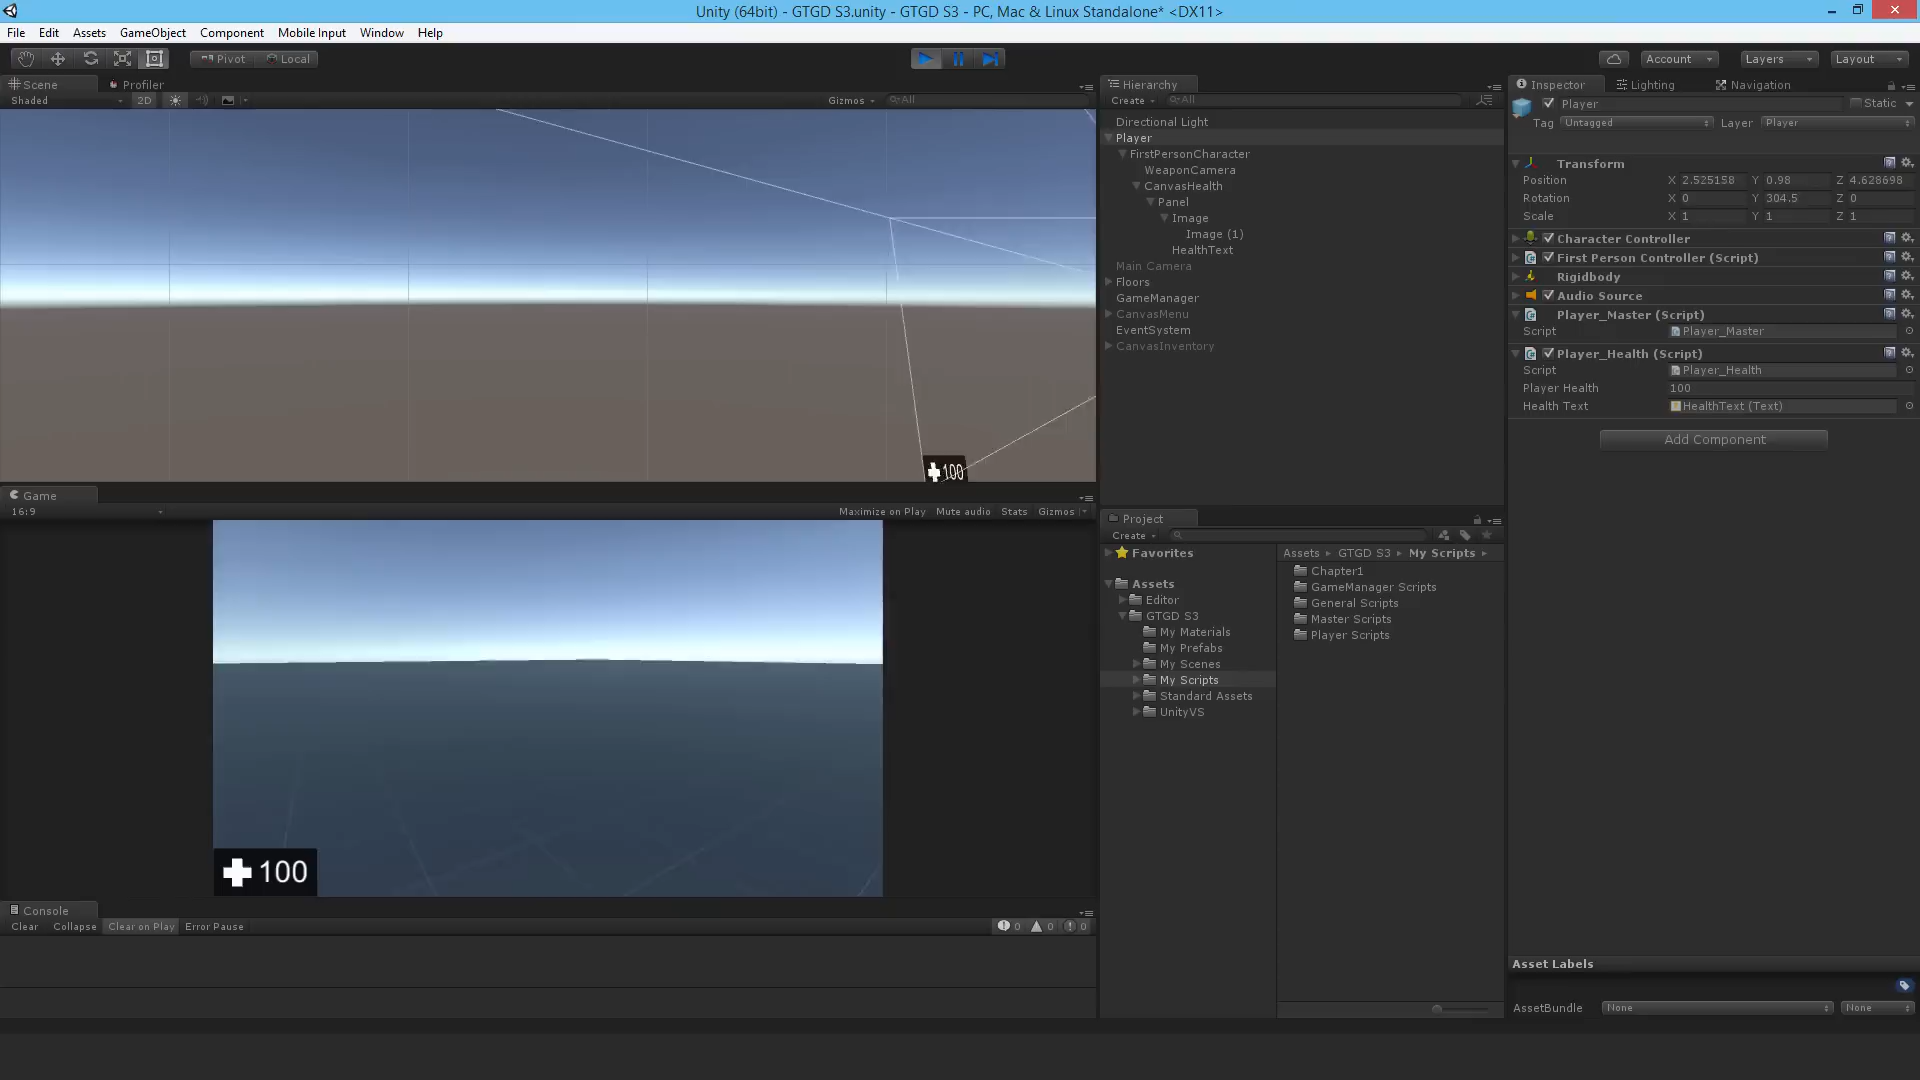 Unity (64bit) - GTGD S3.unity - GTGD S3 - PC, Mac & Linux Standalone* <DX11>
File Edit Assets GameObject Component Mobile Input Window Help
Pivot Local Account Layers Layout
Scene Profiler
Shaded 2D Gizmos All
100
Game
16:9 Maximize on Play Mute audio Stats Gizmos
100
Console
Clear Collapse Clear on Play Error Pause 0 0 0
Hierarchy
Create All
Directional Light
Player
FirstPersonCharacter
WeaponCamera
CanvasHealth
Panel
Image
Image (1)
HealthText
Main Camera
Floors
GameManager
CanvasMenu
EventSystem
CanvasInventory
Project
Create
Favorites
Assets
Editor
GTGD S3
My Materials
My Prefabs
My Scenes
My Scripts
Standard Assets
UnityVS
Assets GTGD S3 My Scripts
Chapter1
GameManager Scripts
General Scripts
Master Scripts
Player Scripts
Inspector Lighting Navigation
Player Static
Tag Untagged Layer Player
Transform
Position X 2.525158 Y 0.98 Z 4.628698
Rotation X 0 Y 304.5 Z 0
Scale X 1 Y 1 Z 1
Character Controller
First Person Controller (Script)
Rigidbody
Audio Source
Player_Master (Script)
Script Player_Master
Player_Health (Script)
Script Player_Health
Player Health 100
Health Text HealthText (Text)
Add Component
Asset Labels
AssetBundle None None